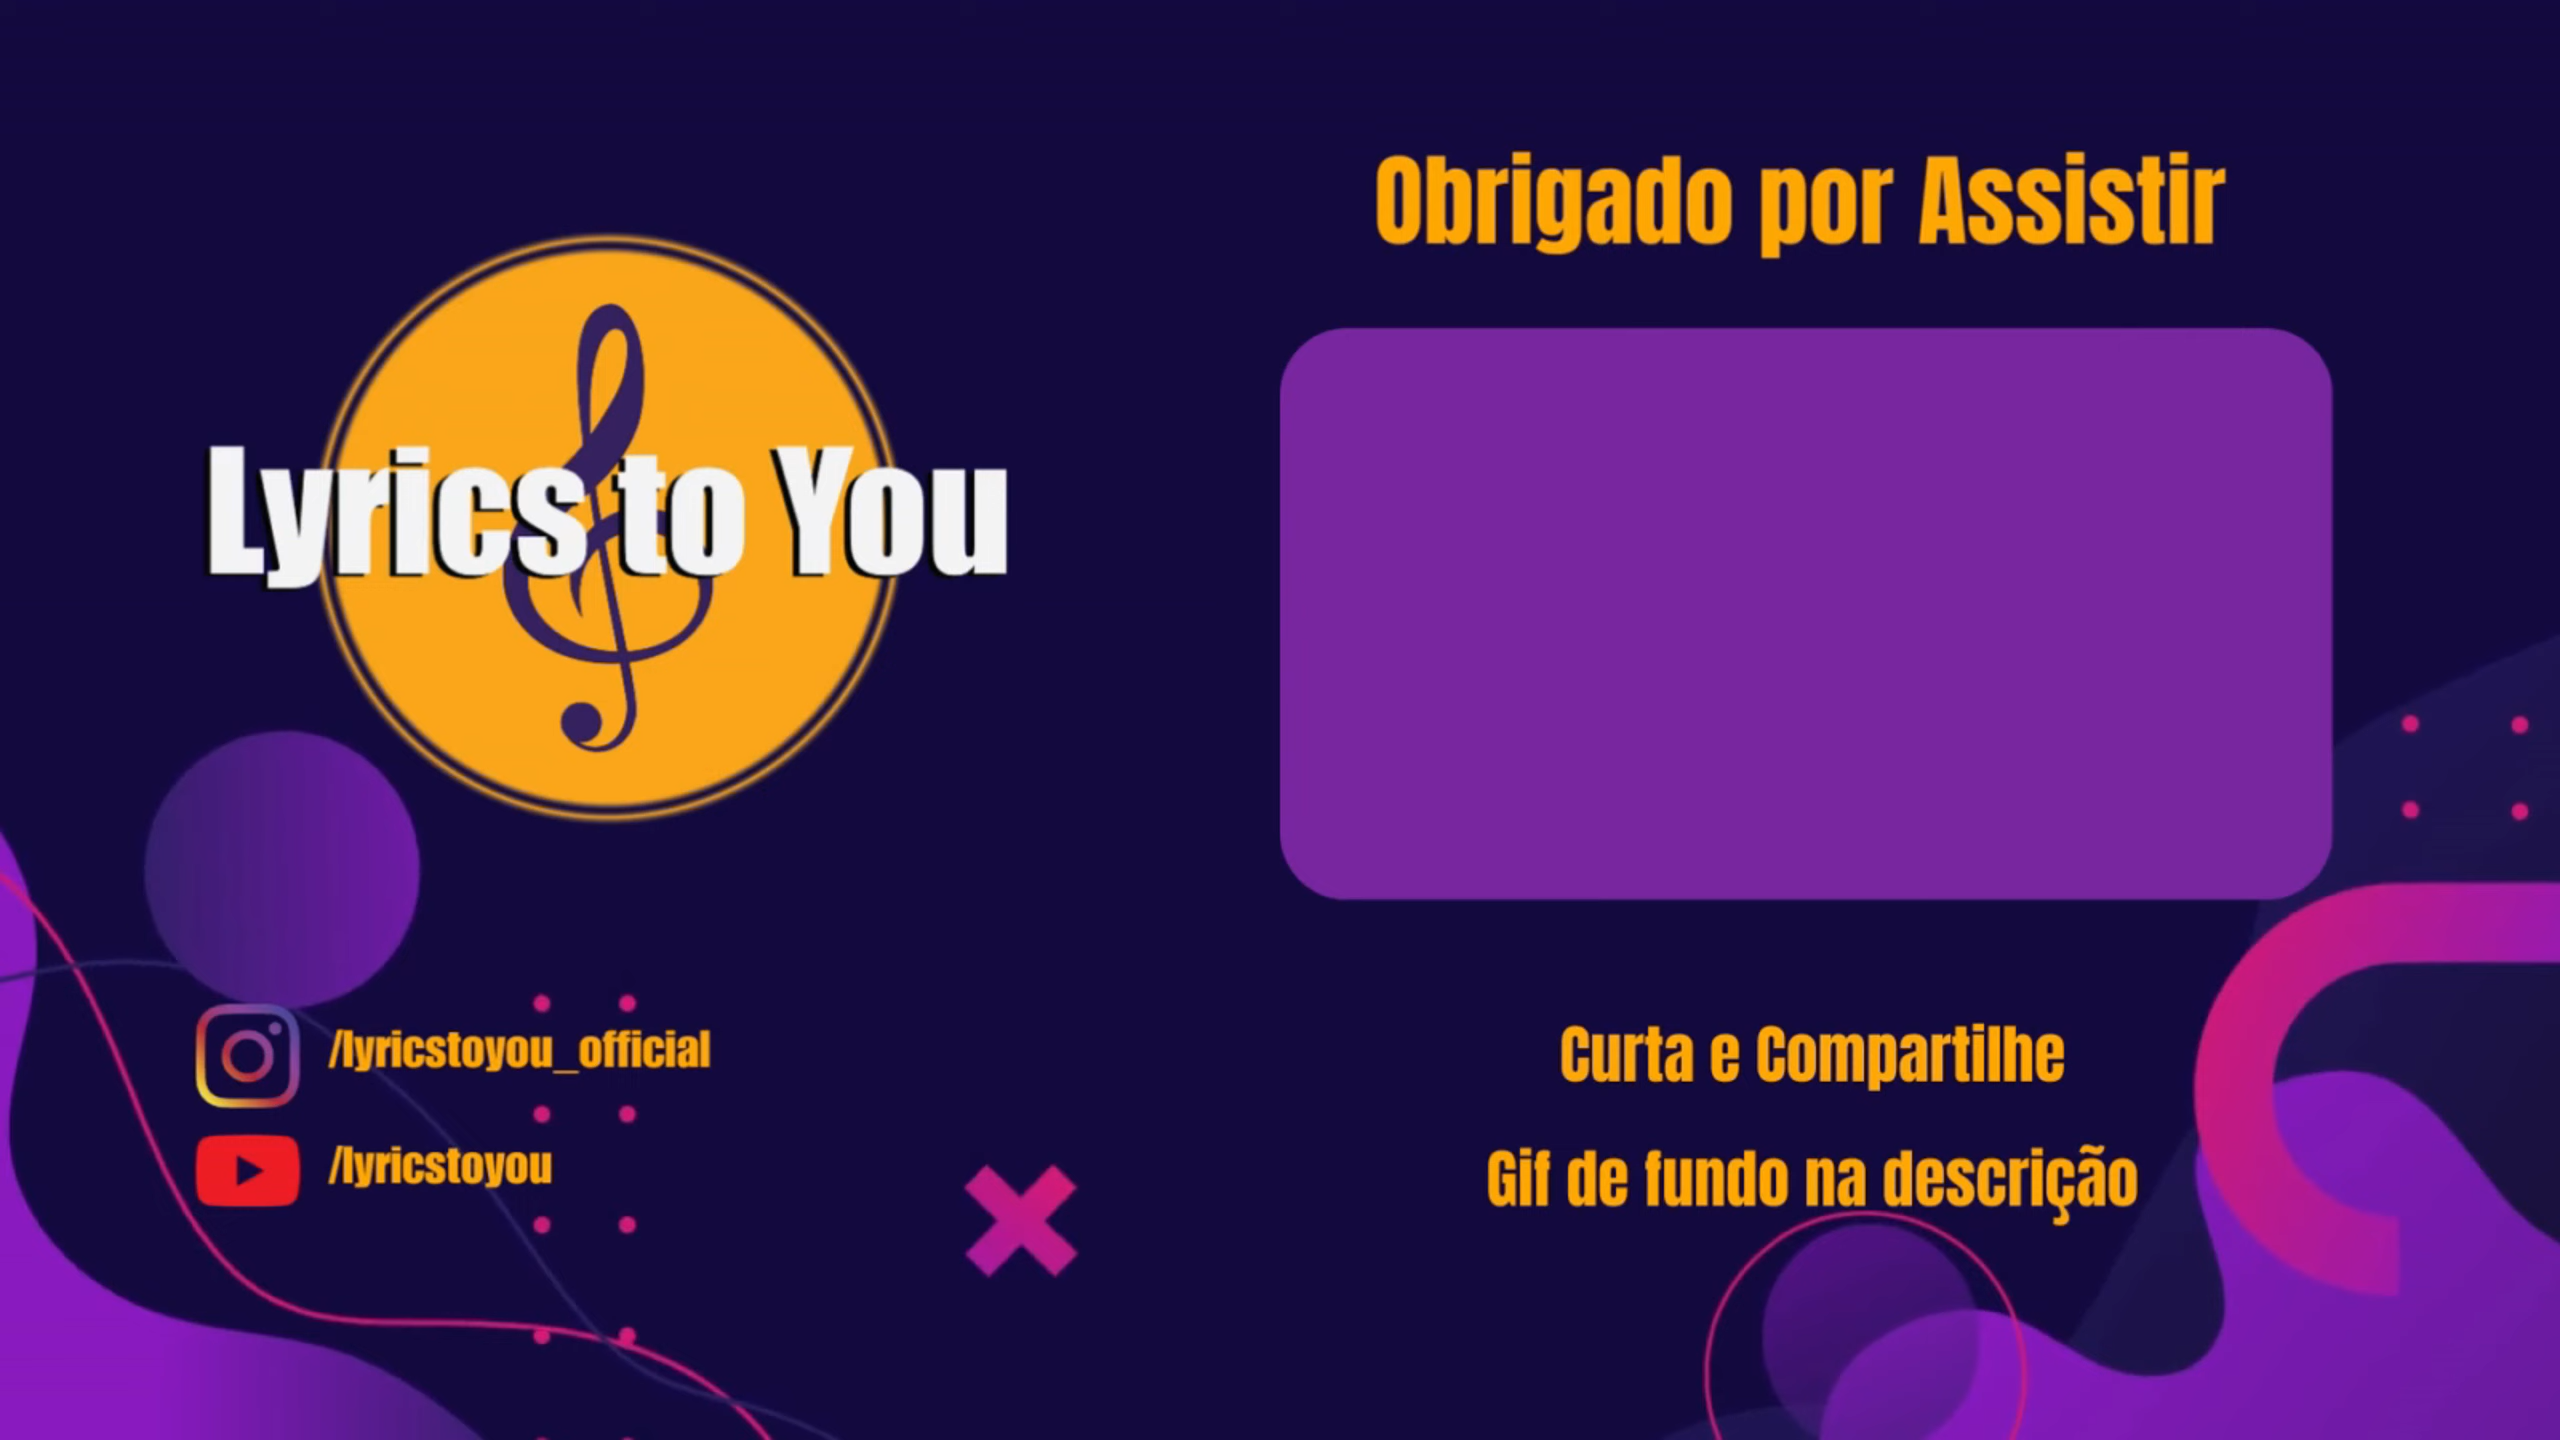 Obrigado por Assistir
Lyrics to You
/lyricstoyou_official
/lyricstoyou
Curta e Compartilhe
Gif de fundo na descrição